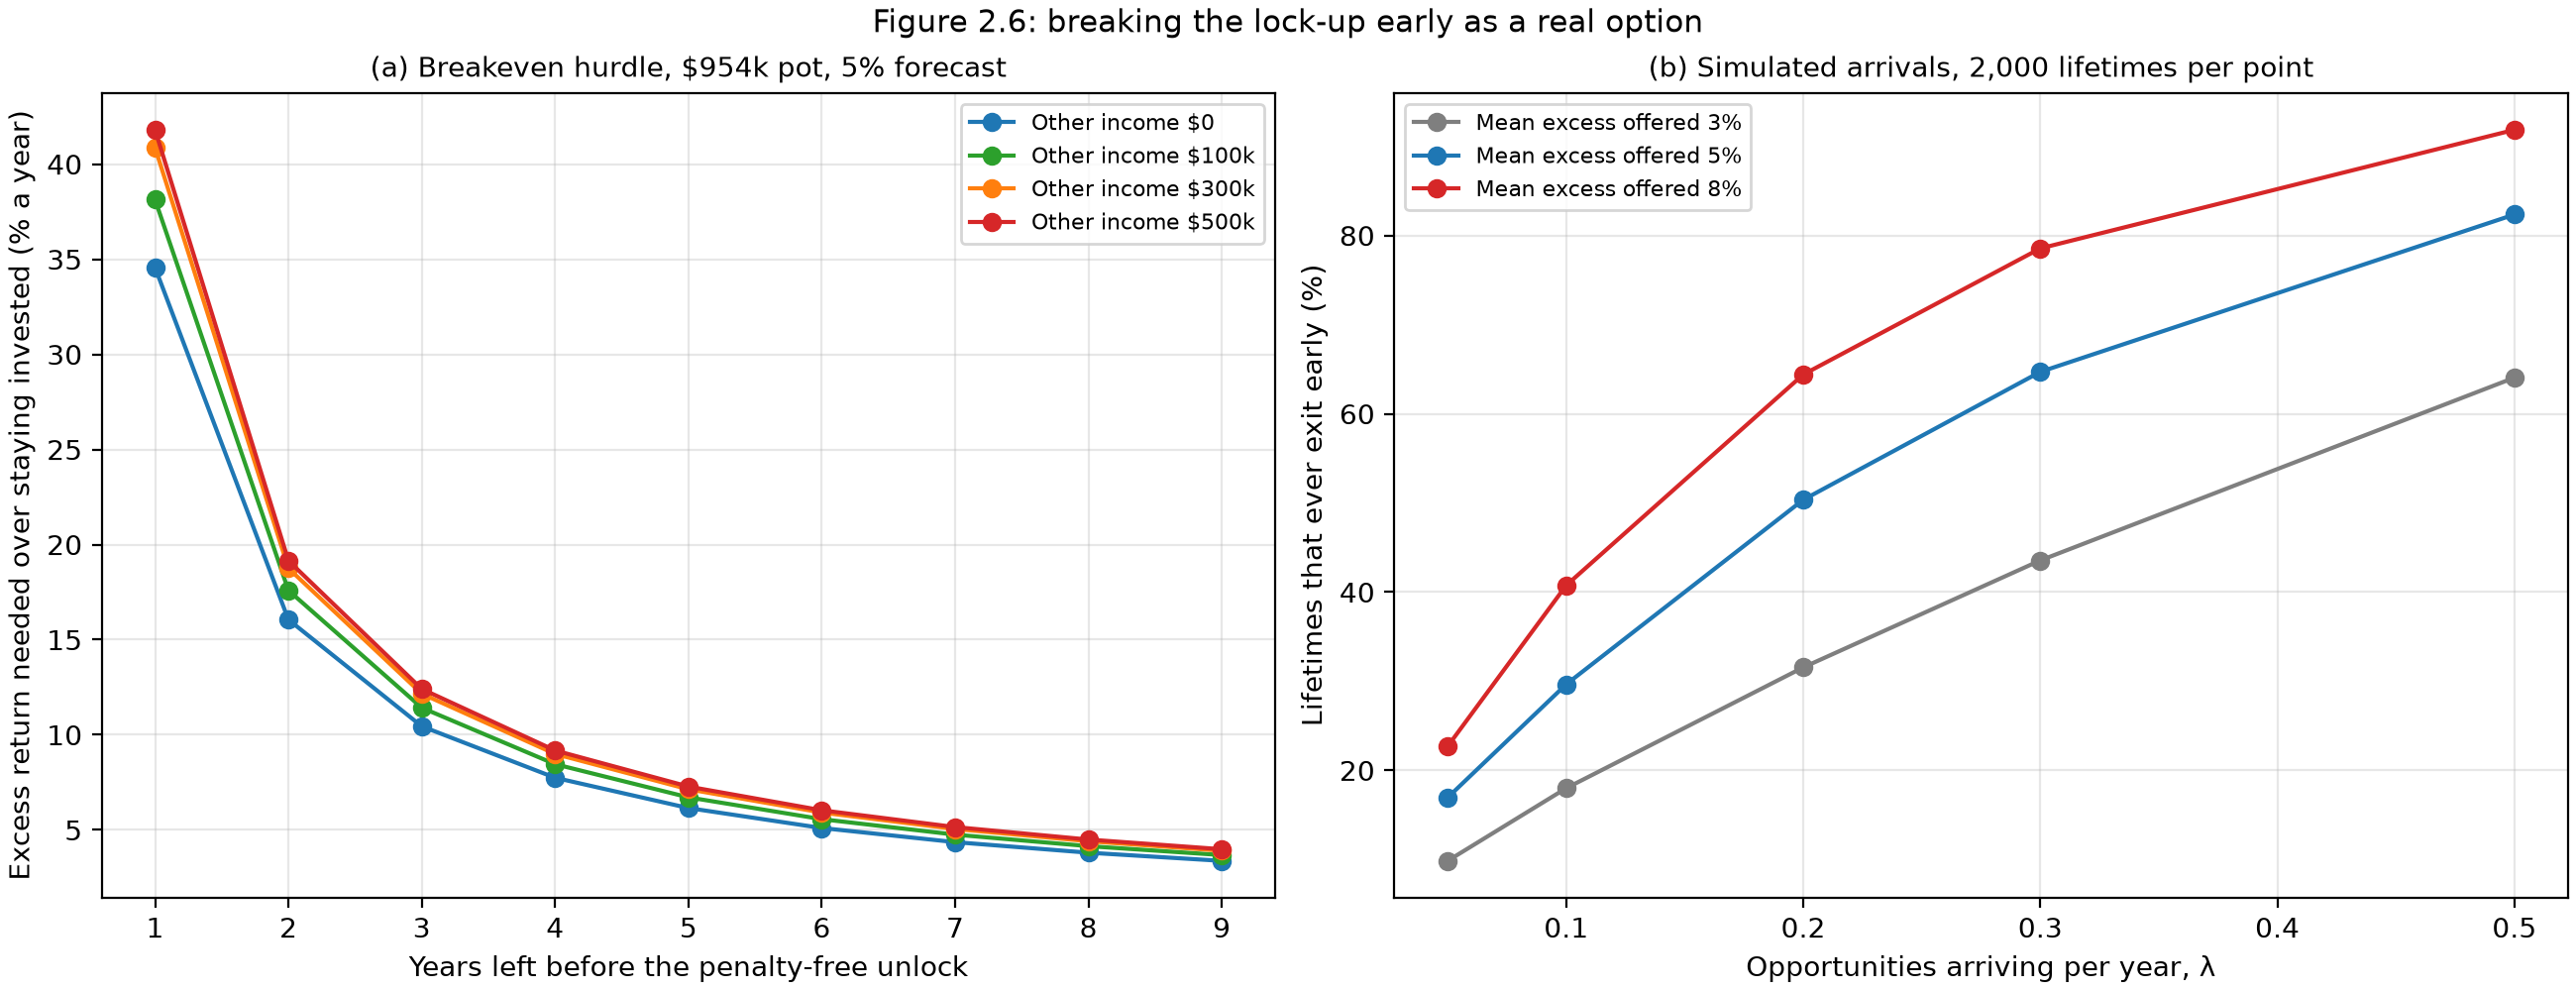 Figure 2.6: breaking the lock-up early as a real option
(a) Breakeven hurdle, $954k pot, 5% forecast
Excess return needed over staying invested (% a year)
40
35
30
25
20
15
10
5
Other income $0
Other income $100k
Other income $300k
Other income $500k
1 2 3 4 5 6 7 8 9
Years left before the penalty-free unlock
(b) Simulated arrivals, 2,000 lifetimes per point
Lifetimes that ever exit early (%)
80
60
40
20
Mean excess offered 3%
Mean excess offered 5%
Mean excess offered 8%
0.1 0.2 0.3 0.4 0.5
Opportunities arriving per year, λ